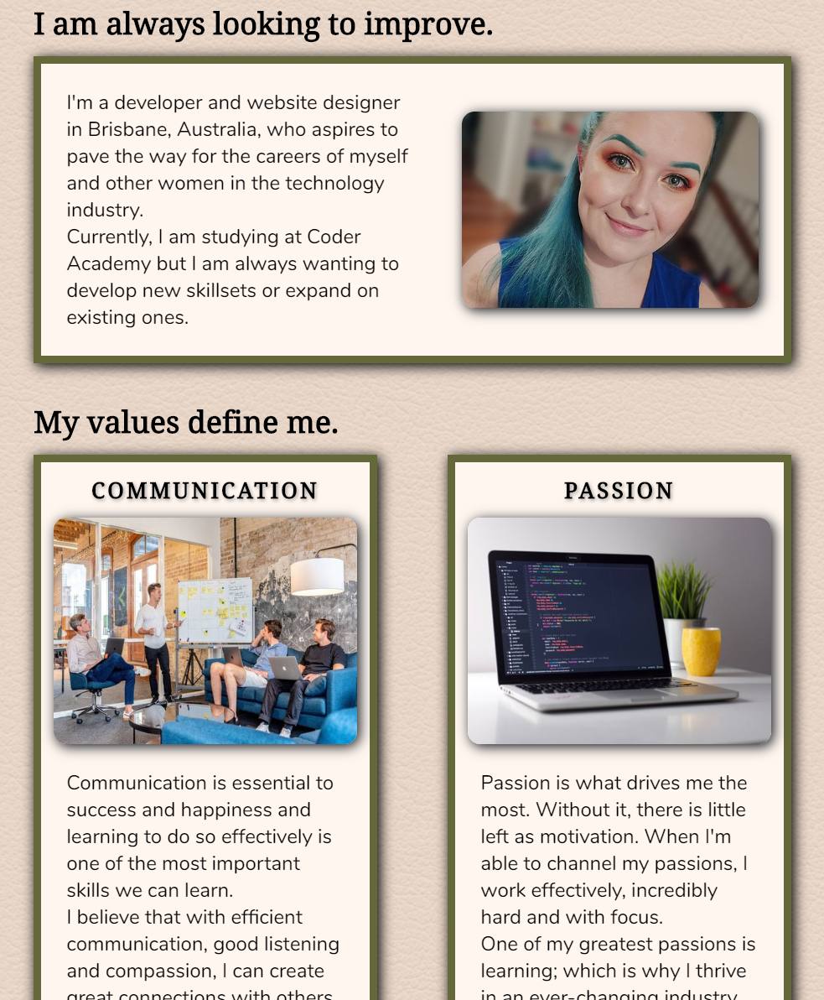 I am always looking to improve.
I'm a developer and website designer
in Brisbane, Australia, who aspires to
pave the way for the careers of myself
and other women in the technology
industry.
Currently, I am studying at Coder
Academy but I am always wanting to
develop new skillsets or expand on
existing ones.
My values define me.
COMMUNICATION
Communication is essential to
success and happiness and
learning to do so effectively is
one of the most important
skills we can learn.
I believe that with efficient
communication, good listening
and compassion, I can create
great connections with others
PASSION
Passion is what drives me the
most. Without it, there is little
left as motivation. When I'm
able to channel my passions, I
work effectively, incredibly
hard and with focus.
One of my greatest passions is
learning; which is why I thrive
in an ever-changing industry